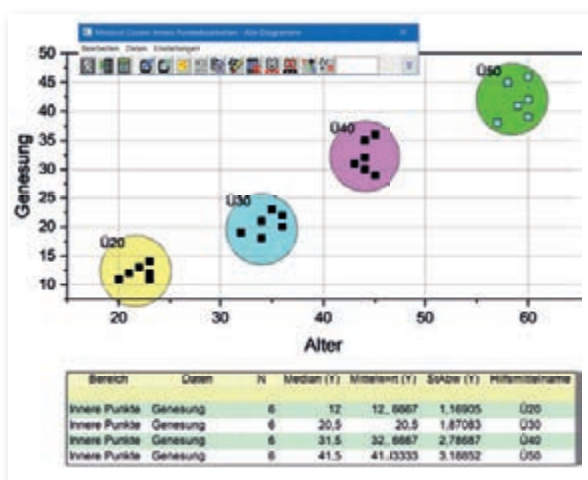 Bearbeiten Daten Einstellungen
50
45
40
35
30
25
20
15
10
Genesung
Ü50
Ü40
Ü30
Ü20
20 30 40 50 60
Alter
Bereich Daten N Median (Y) Mittelwert (Y) StAbw (Y) Hilfsmittelname
Innere Punkte Genesung 6 12 12, 6667 1,16905 Ü20
Innere Punkte Genesung 6 20,5 20,5 1,87083 Ü30
Innere Punkte Genesung 6 31,5 32, 6667 2,78687 Ü40
Innere Punkte Genesung 6 41,5 41,3333 3,16852 Ü50